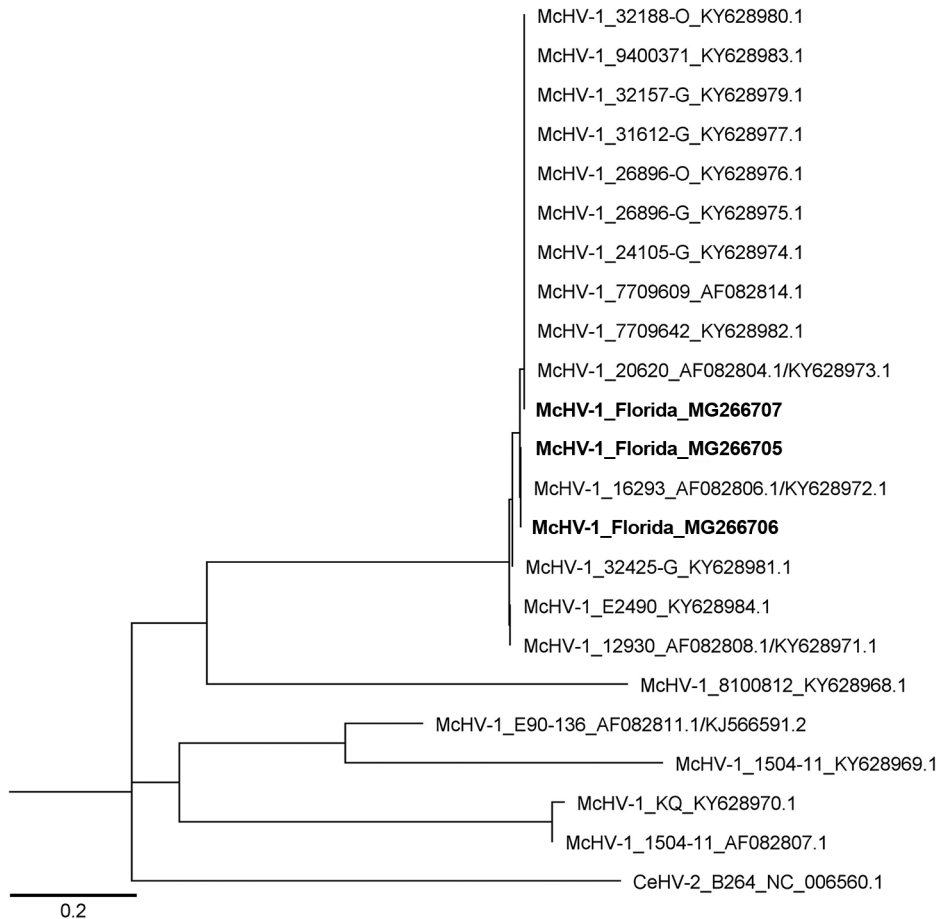 McHV-1_32188-O_KY628980.1
McHV-1_9400371_KY628983.1
McHV-1_32157-G_KY628979.1
McHV-1_31612-G_KY628977.1
McHV-1_26896-O_KY628976.1
McHV-1_26896-G_KY628975.1
McHV-1_24105-G_KY628974.1
McHV-1_7709609_AF082814.1
McHV-1_7709642_KY628982.1
McHV-1_20620_AF082804.1/KY628973.1
McHV-1_Florida_MG266707
McHV-1_Florida_MG266705
McHV-1_16293_AF082806.1/KY628972.1
McHV-1_Florida_MG266706
McHV-1_32425-G_KY628981.1
McHV-1_E2490_KY628984.1
McHV-1_12930_AF082808.1/KY628971.1
McHV-1_8100812_KY628968.1
McHV-1_E90-136_AF082811.1/KJ566591.2
McHV-1_1504-11_KY628969.1
McHV-1_KQ_KY628970.1
McHV-1_1504-11_AF082807.1
CeHV-2_B264_NC_006560.1
0.2